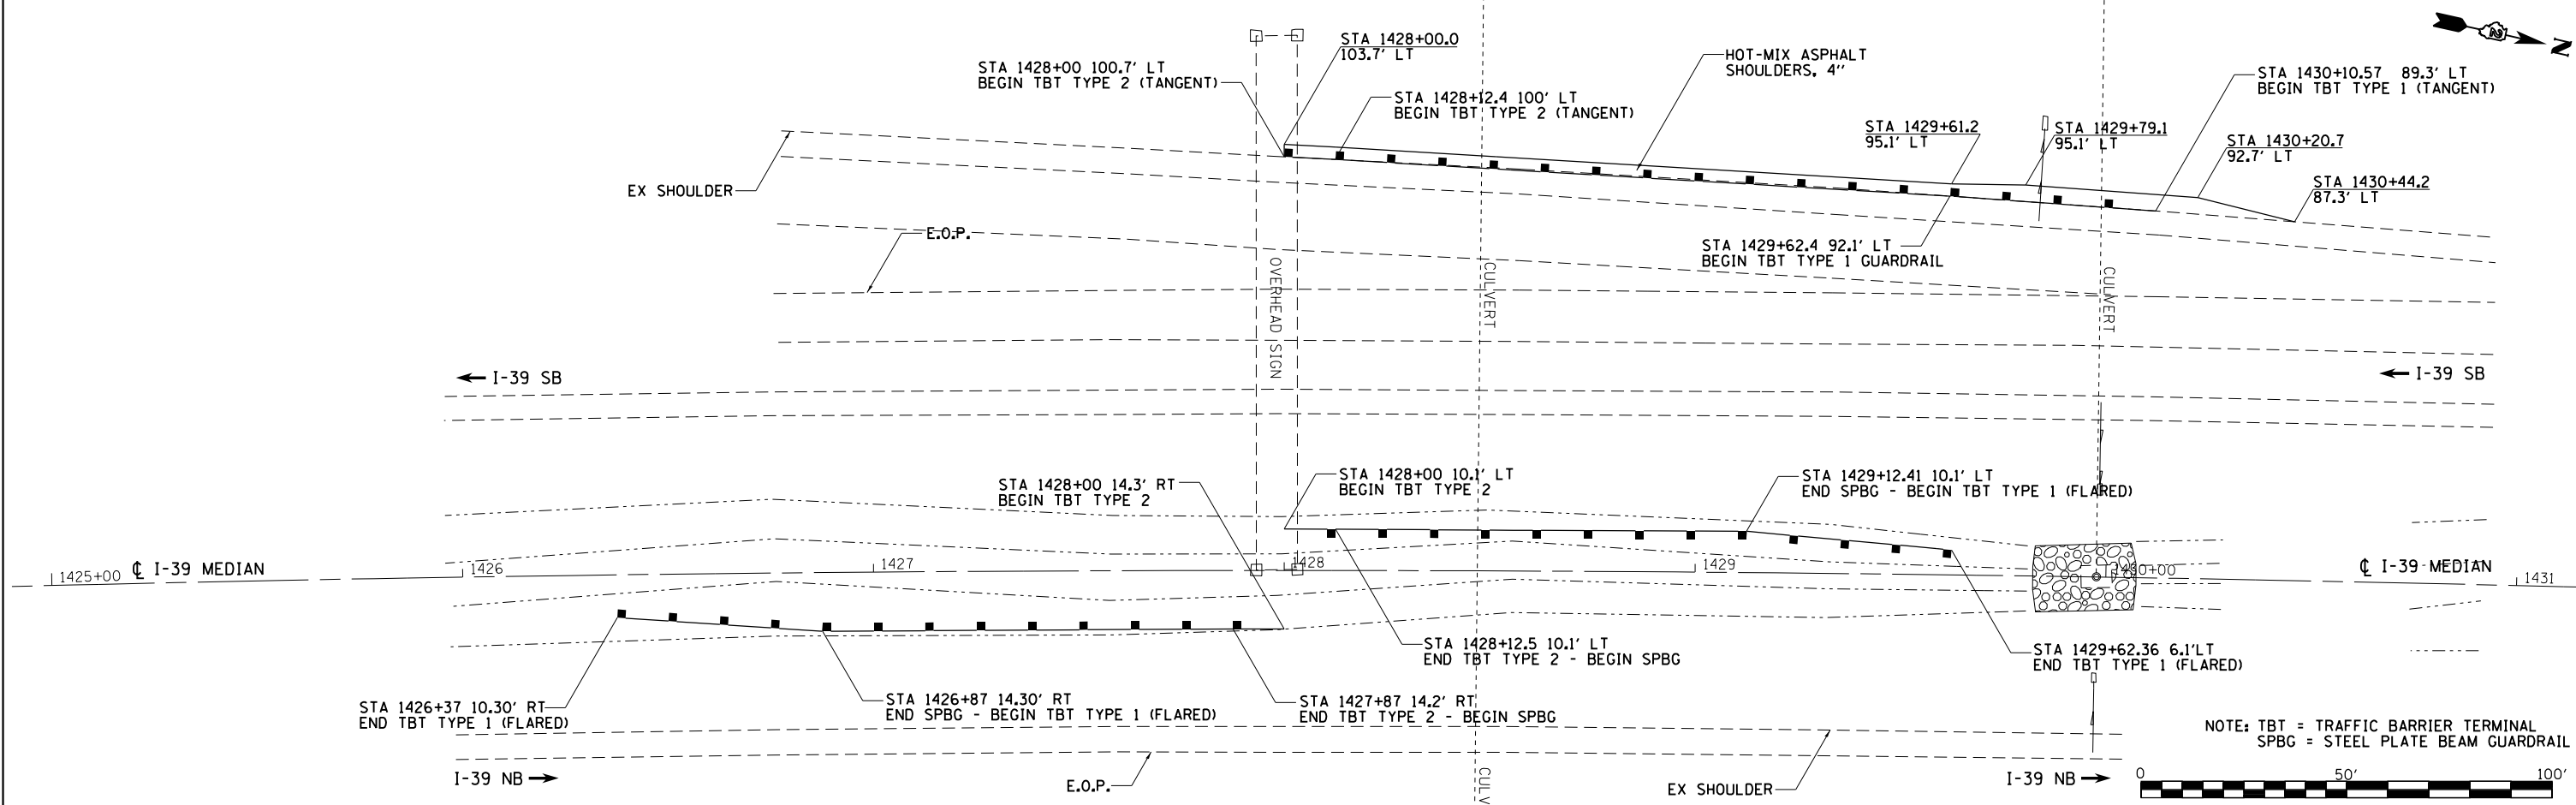 STA 1428+00.0
103.7' LT
STA 1428+00 100.7' LT
BEGIN TBT TYPE 2 (TANGENT)
HOT-MIX ASPHALT
SHOULDERS, 4"
STA 1428+12.4 100' LT
BEGIN TBT TYPE 2 (TANGENT)
STA 1430+10.57 89.3' LT
BEGIN TBT TYPE 1 (TANGENT)
N
STA 1429+61.2
95.1' LT
STA 1429+79.1
95.1' LT
STA 1430+20.7
92.7' LT
STA 1430+44.2
87.3' LT
EX SHOULDER
E.O.P.
STA 1429+62.4 92.1' LT
BEGIN TBT TYPE 1 GUARDRAIL
OVERHEAD SIGN
CULVERT
CULVERT
I-39 SB
I-39 SB
STA 1428+00 14.3' RT
BEGIN TBT TYPE 2
STA 1428+00 10.1' LT
BEGIN TBT TYPE 2
STA 1429+12.41 10.1' LT
END SPBG - BEGIN TBT TYPE 1 (FLARED)
1425+00
℄ I-39 MEDIAN
1426
1427
1428
1429
1430+00
℄ I-39 MEDIAN
1431
STA 1428+12.5 10.1' LT
END TBT TYPE 2 - BEGIN SPBG
STA 1429+62.36 6.1'LT
END TBT TYPE 1 (FLARED)
STA 1426+37 10.30' RT
END TBT TYPE 1 (FLARED)
STA 1426+87 14.30' RT
END SPBG - BEGIN TBT TYPE 1 (FLARED)
STA 1427+87 14.2' RT
END TBT TYPE 2 - BEGIN SPBG
NOTE: TBT = TRAFFIC BARRIER TERMINAL
SPBG = STEEL PLATE BEAM GUARDRAIL
I-39 NB
E.O.P.
CULV
EX SHOULDER
I-39 NB
0 50' 100'